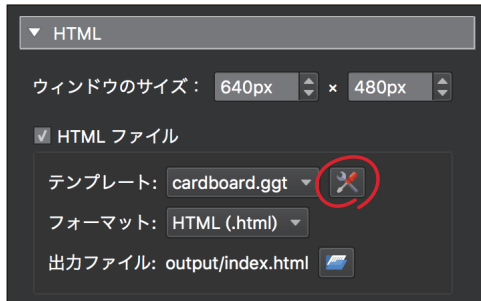 HTML
ウィンドウのサイズ： 640px × 480px
HTML ファイル
テンプレート: cardboard.ggt
フォーマット: HTML (.html)
出力ファイル: output/index.html